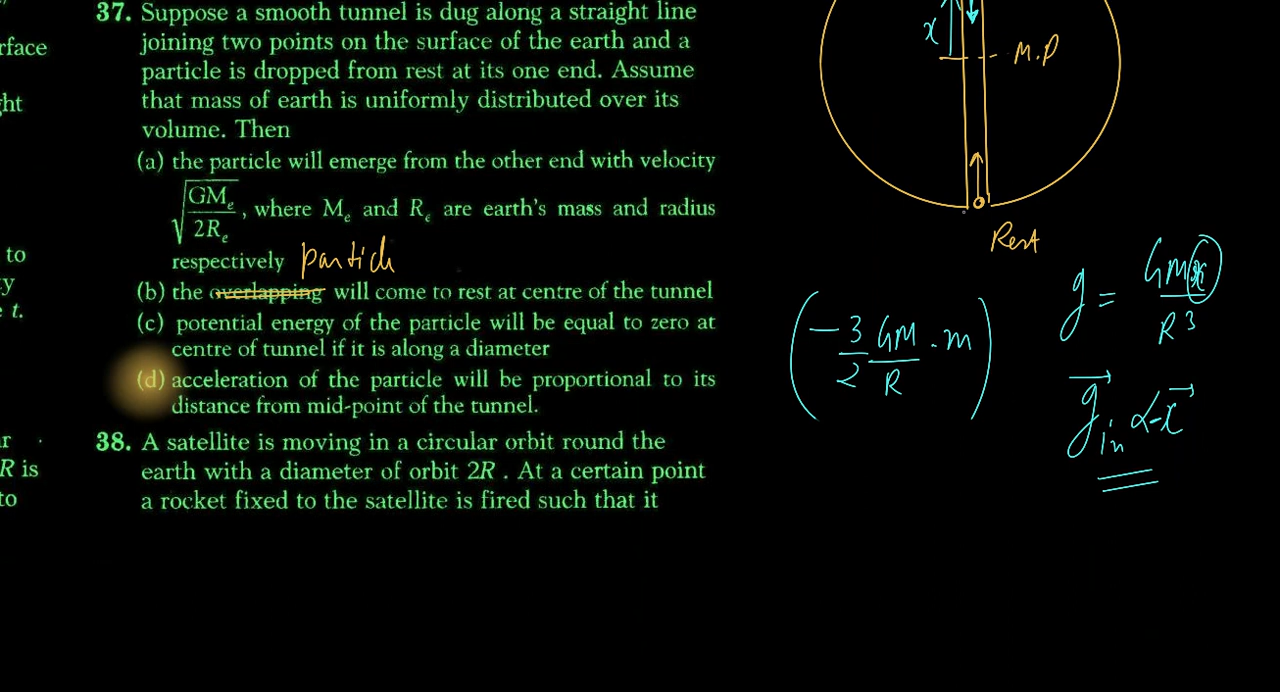 rface
ght
to
y
t.
r
R is
to
37. Suppose a smooth tunnel is dug along a straight line
joining two points on the surface of the earth and a
particle is dropped from rest at its one end. Assume
that mass of earth is uniformly distributed over its
volume. Then
(a) the particle will emerge from the other end with velocity
√(GMₑ/2Rₑ), where Mₑ and Rₑ are earth's mass and radius
respectively particle
(b) the overlapping will come to rest at centre of the tunnel
(c) potential energy of the particle will be equal to zero at
centre of tunnel if it is along a diameter
(d) acceleration of the particle will be proportional to its
distance from mid-point of the tunnel.
38. A satellite is moving in a circular orbit round the
earth with a diameter of orbit 2R . At a certain point
a rocket fixed to the satellite is fired such that it
x
M.P
Rest
g = GM(x)/R³
(-3/2 GM/R . m)
g⃗in ∝ -x⃗